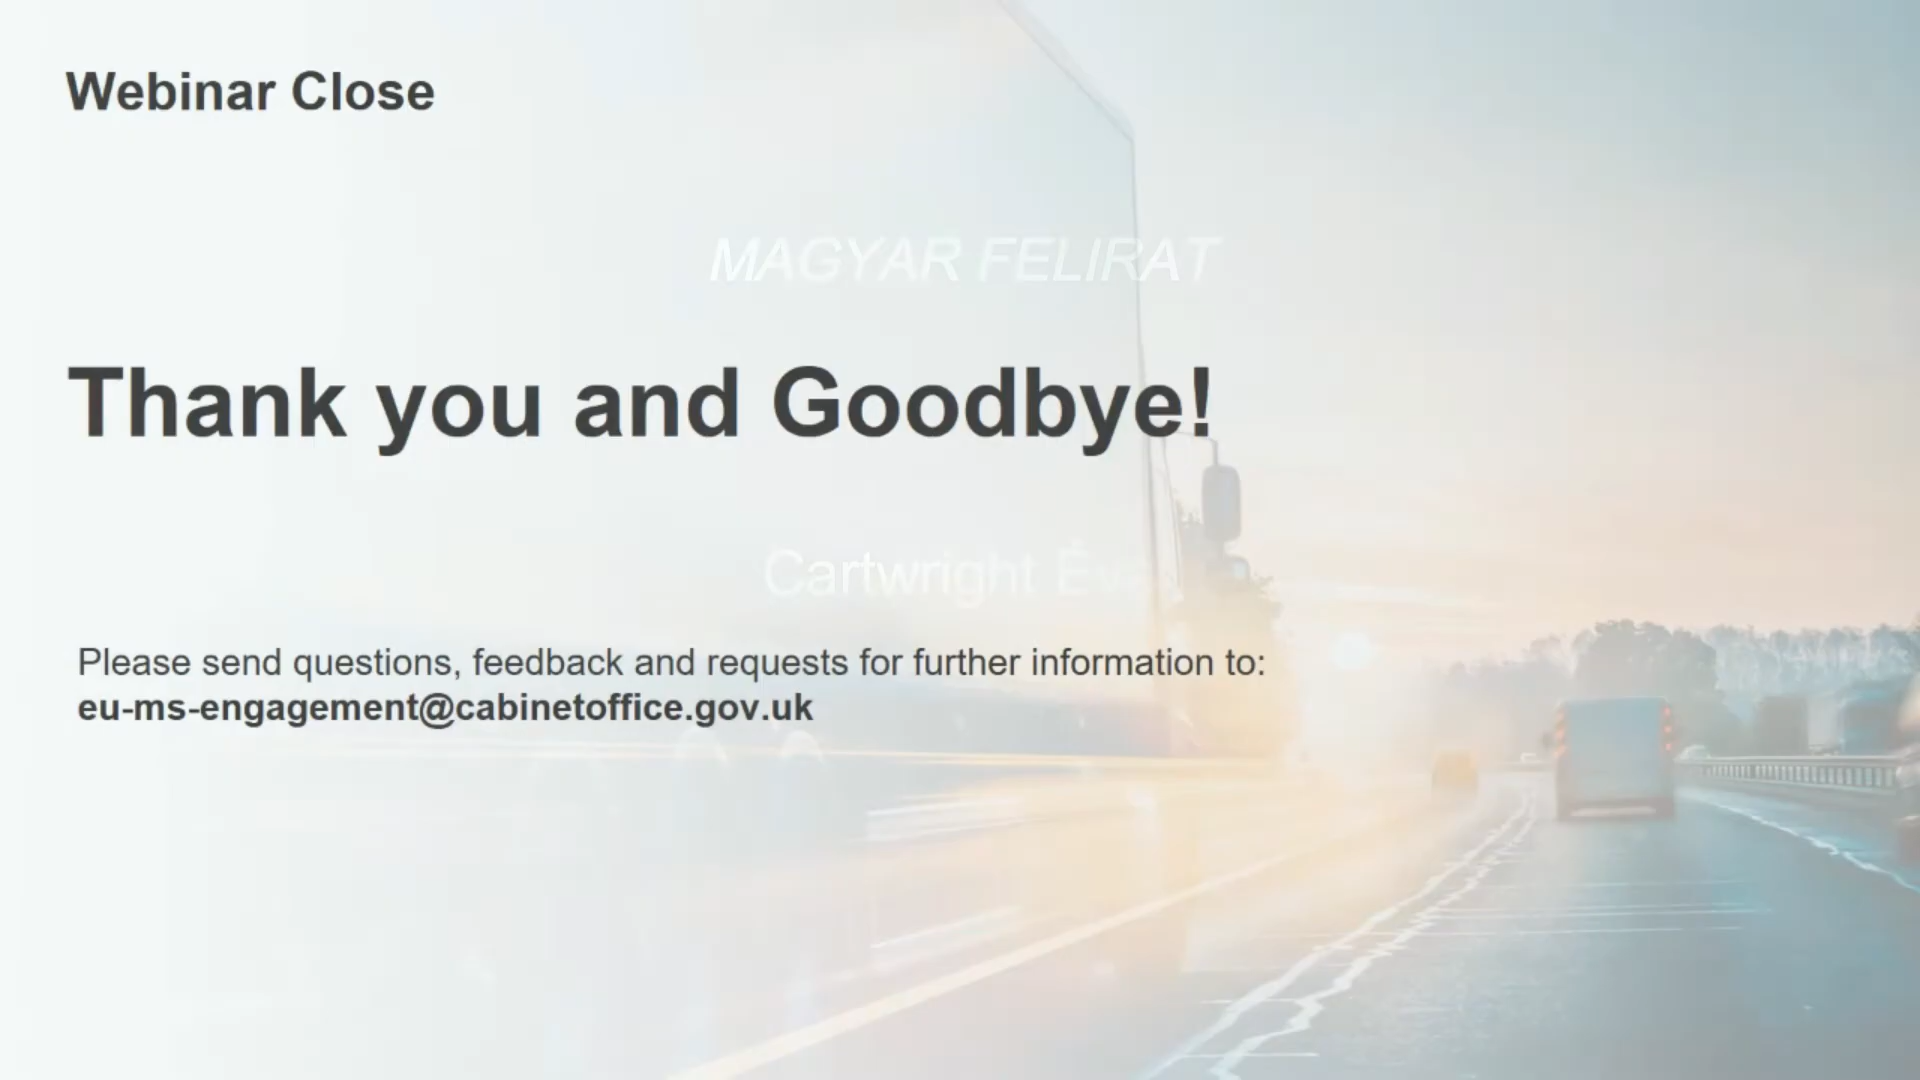 Webinar Close
MAGYAR FELIRAT
Thank you and Goodbye!
Cartwright Éva
Please send questions, feedback and requests for further information to:
eu-ms-engagement@cabinetoffice.gov.uk